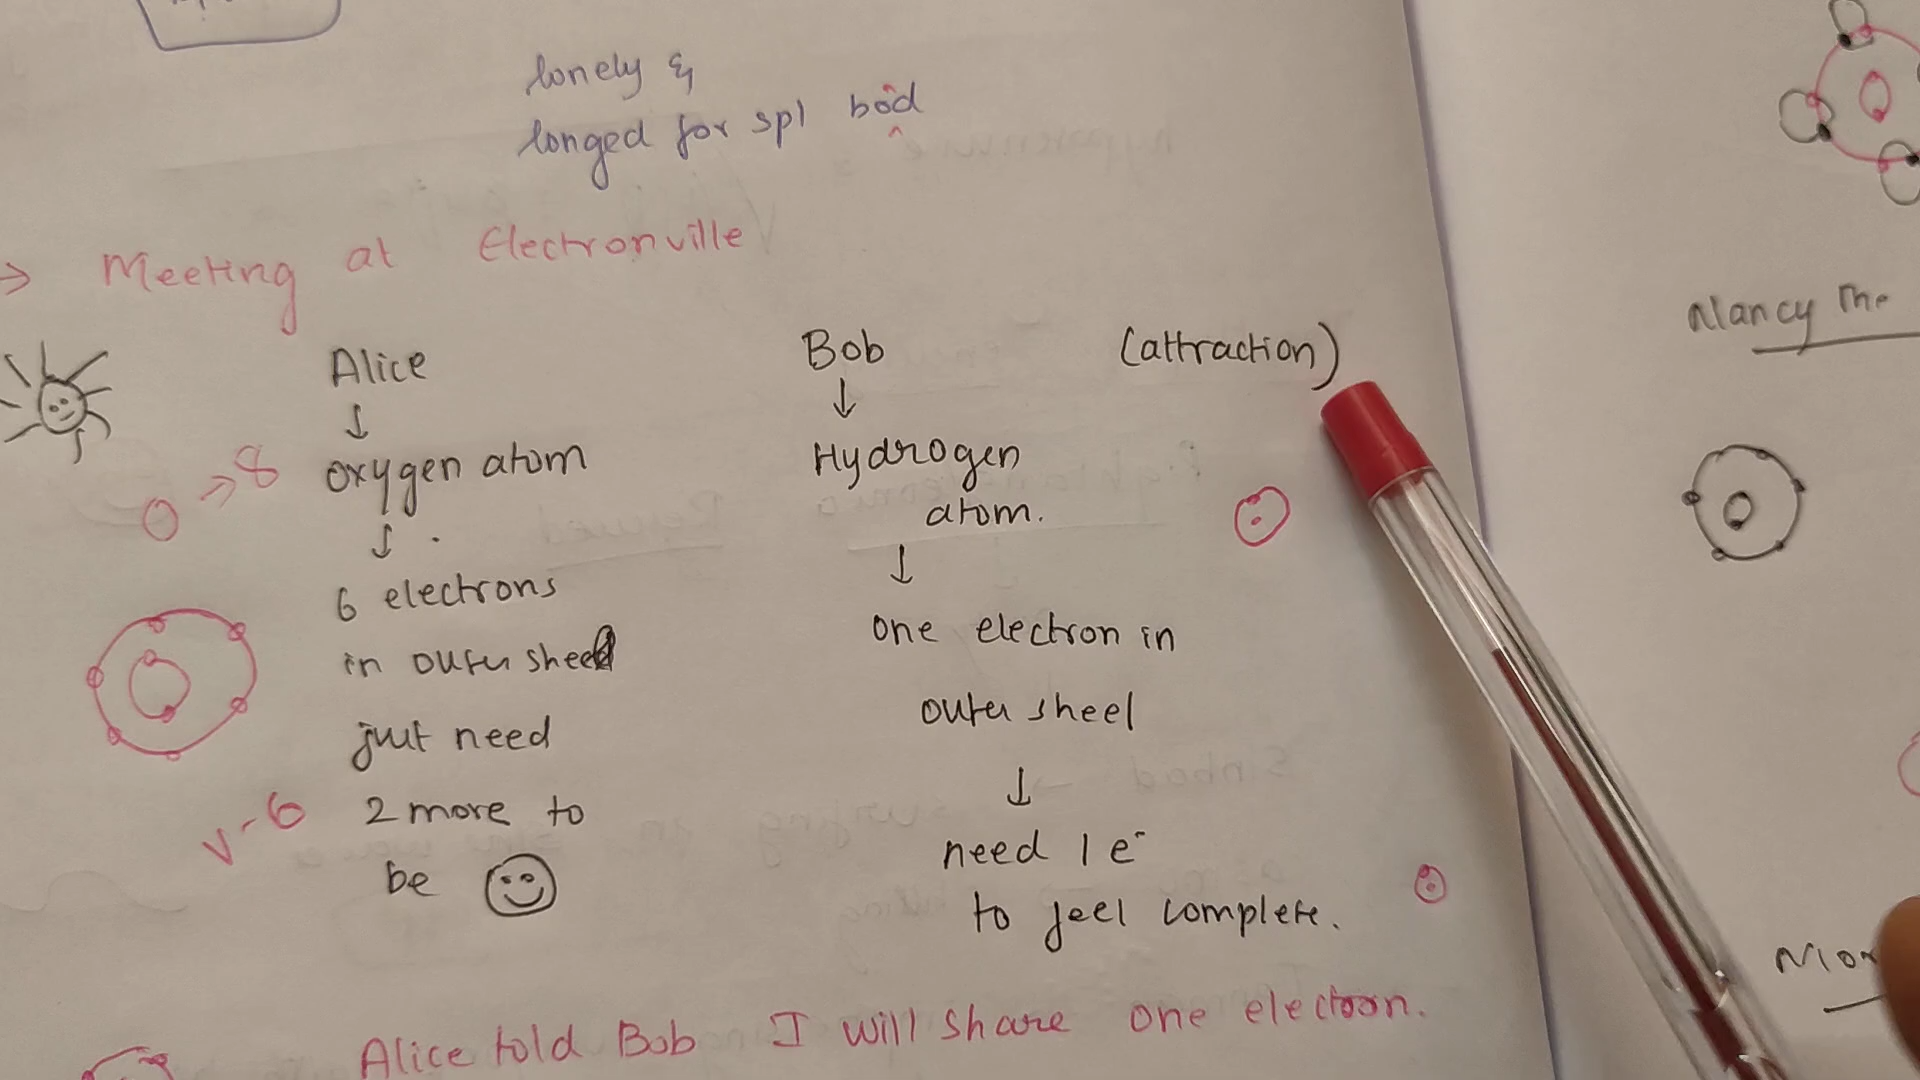 lonely &
longed for spl bod
→ Meeting at Electronville
Alice
↓
oxygen atom
O → 8
↓
6 electrons
in outer sheel
just need
2 more to
be
V-6
Bob
↓
Hydrogen
atom.
↓
one electron in
outer sheel
↓
need 1 e-
to feel complete.
(attraction)
Alice told Bob I will share one electron.
Nancy The